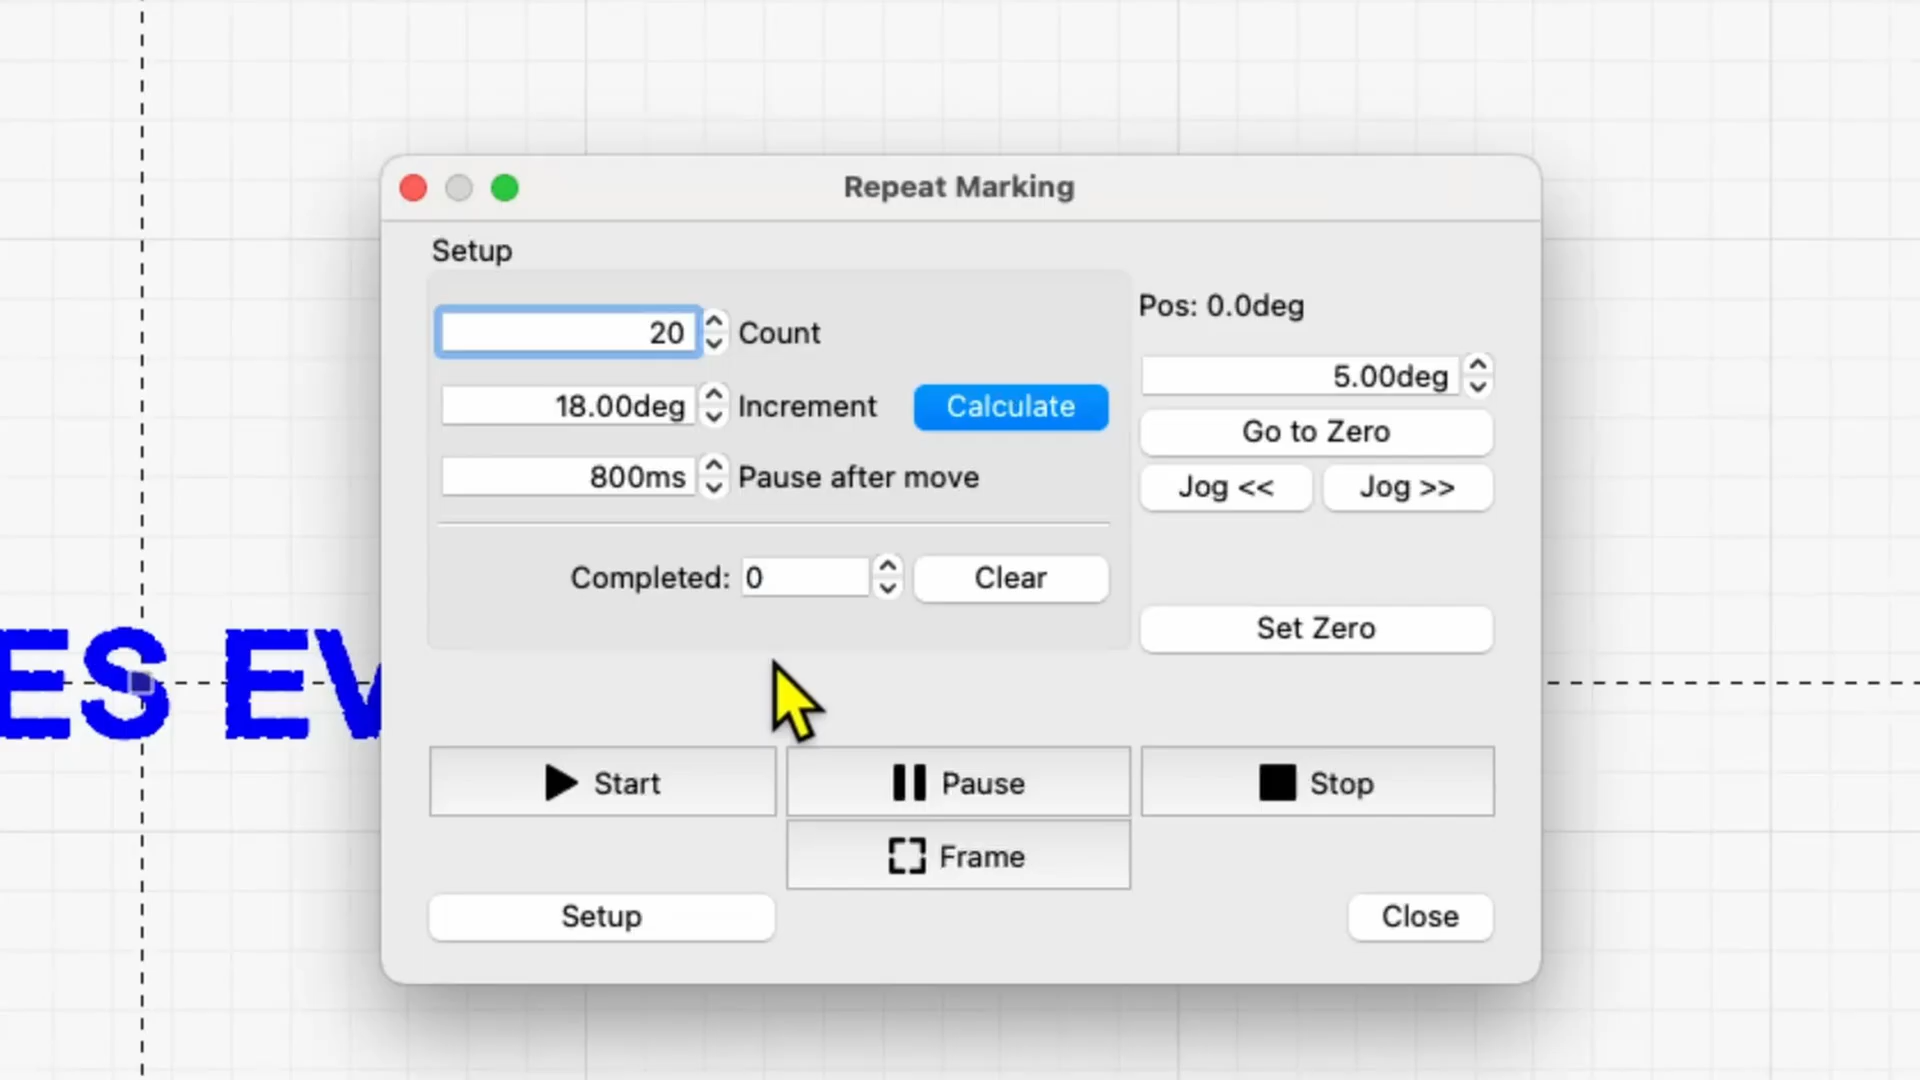 Repeat Marking
Setup
20 Count
18.00deg Increment Calculate
800ms Pause after move
Completed: 0 Clear
Pos: 0.0deg
5.00deg
Go to Zero
Jog << Jog >>
Set Zero
ES EV
Start Pause Stop
Frame
Setup Close